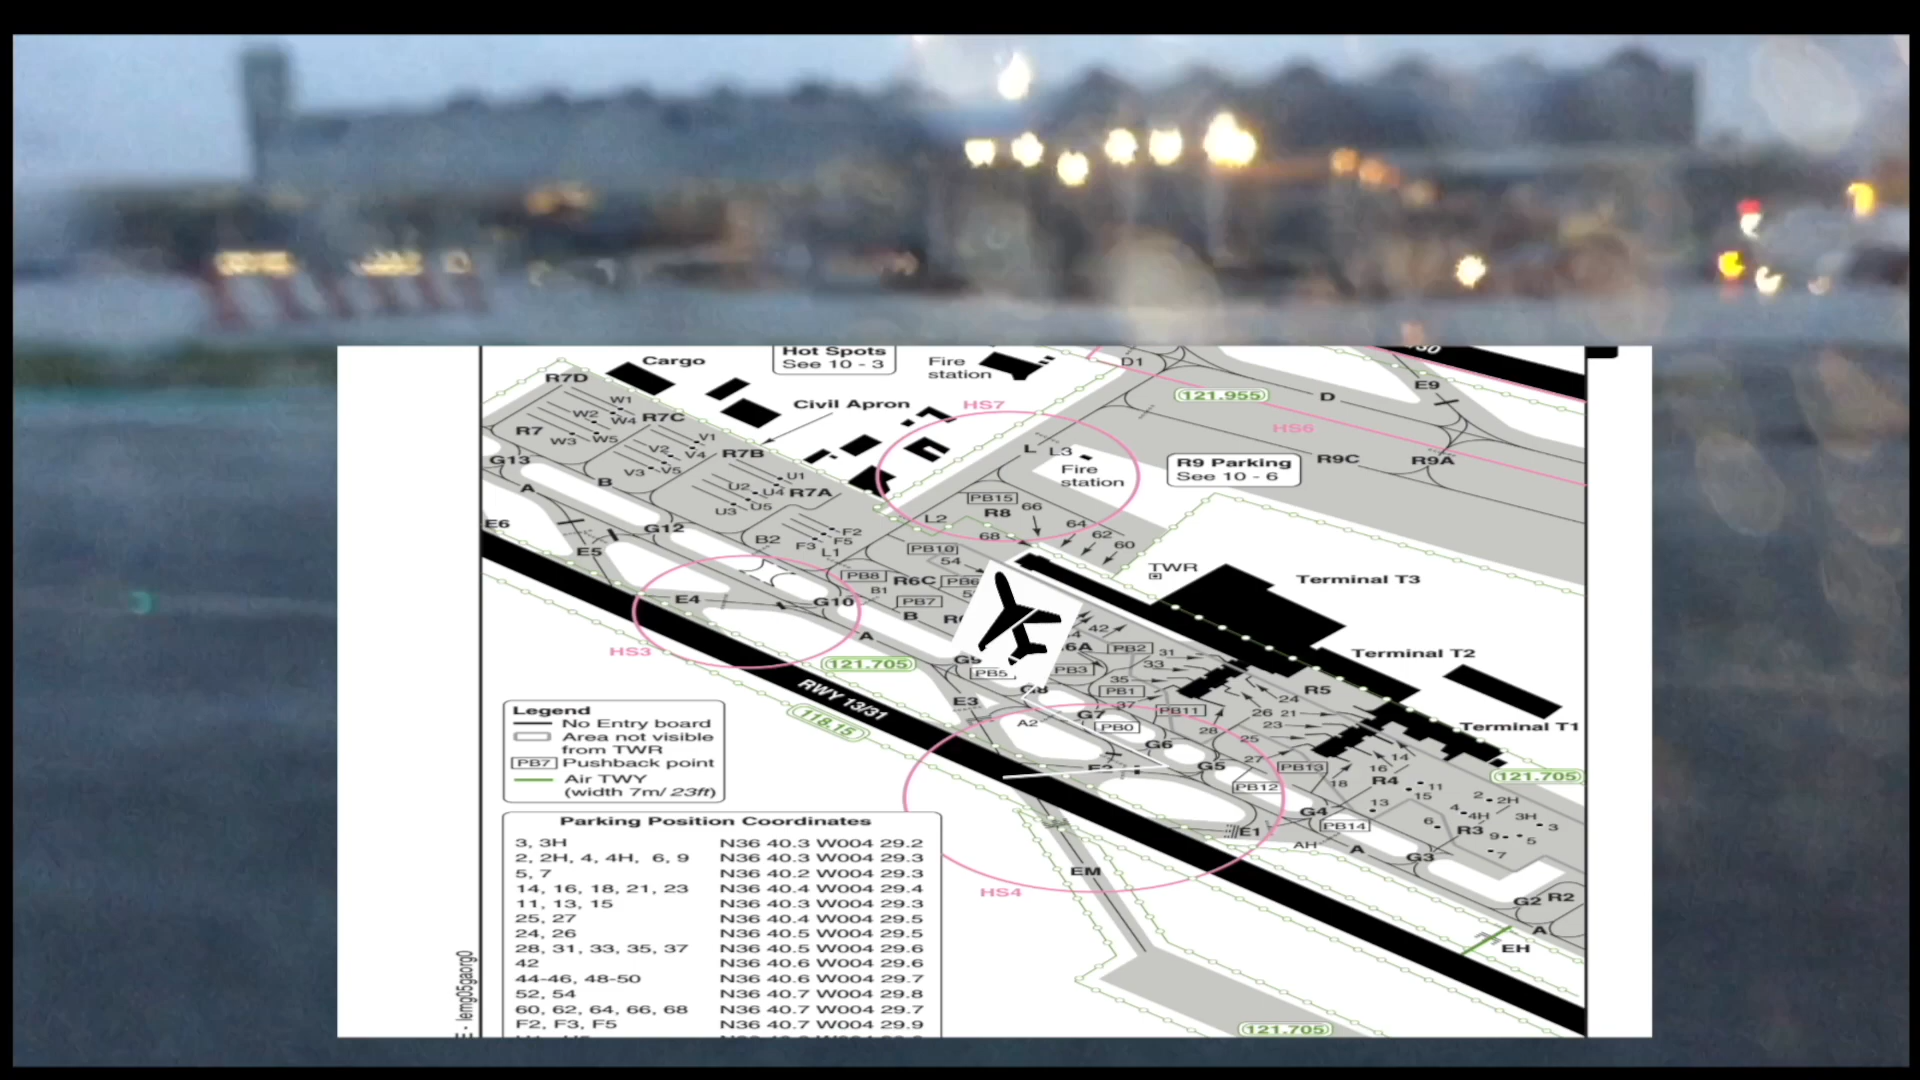 Hot Spots
See 10 - 3
Cargo
Fire
station
D1
E9
R7D
121.955
D
W1
Civil Apron
HS7
W2
W4
R7C
R7
W3
W5
V1
HS6
V2
V4
R7B
L
L3
G13
V3
V5
Fire
station
R9 Parking
See 10 - 6
R9C
R9A
A
B
U1
U2
U4
R7A
PB15
66
U3
U5
R8
E6
G12
L2
64
F2
B2
F3
F5
68
62
60
E5
L1
PB10
54
TWR
PB8
R6C
PB6
Terminal T3
B1
E4
G10
PB7
B
42
A
HS3
121.705
6A
PB2
31
Terminal T2
PB5
PB3
33
35
PB1
R5
RWY 13/31
G8
E3
37
24
118.15
A2
G7
PB11
26
21
PB0
23
Terminal T1
28
25
G6
G5
27
PB13
14
16
121.705
PB12
18
R4
11
15
2
2H
13
4
4H
3H
G4
6
R3
3
PB14
9
5
E1
7
AH
A
G3
EM
HS4
G2
R2
A
EH
121.705
Legend
No Entry board
Area not visible
from TWR
PB7 Pushback point
Air TWY
(width 7m/ 23ft)
Parking Position Coordinates
3, 3H N36 40.3 W004 29.2
2, 2H, 4, 4H, 6, 9 N36 40.3 W004 29.3
5, 7 N36 40.2 W004 29.3
14, 16, 18, 21, 23 N36 40.4 W004 29.4
11, 13, 15 N36 40.3 W004 29.3
25, 27 N36 40.4 W004 29.5
24, 26 N36 40.5 W004 29.5
28, 31, 33, 35, 37 N36 40.5 W004 29.6
42 N36 40.6 W004 29.6
44-46, 48-50 N36 40.6 W004 29.7
52, 54 N36 40.7 W004 29.8
60, 62, 64, 66, 68 N36 40.7 W004 29.7
F2, F3, F5 N36 40.7 W004 29.9
E - lemg05gaorg0